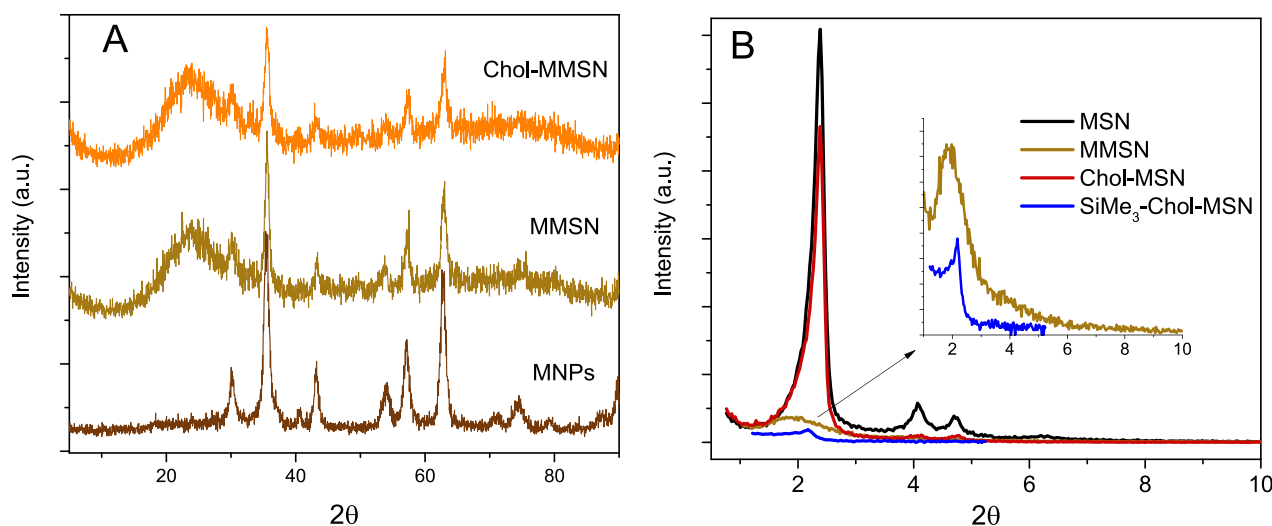 A
Chol-MMSN
MMSN
MNPs
Intensity (a.u.)
20 40 60 80
2θ
B
MSN
MMSN
Chol-MSN
SiMe₃-Chol-MSN
2 4 6 8 10
Intensity (a.u.)
2 4 6 8 10
2θ